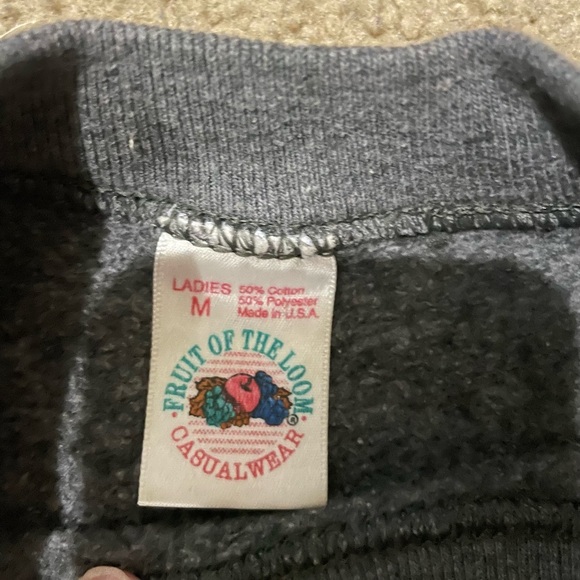 LADIES 50% Cotton
M 50% Polyester
Made in U.S.A.
FRUIT OF THE LOOM
®
CASUALWEAR